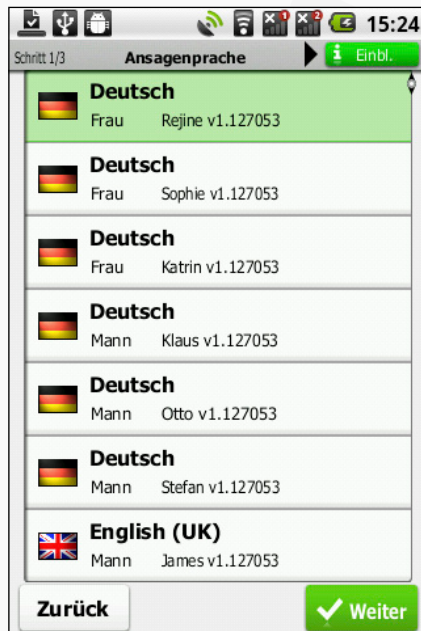 15:24
Schritt 1/3 Ansagenprache Einbl.
Deutsch
Frau Rejine v1.127053
Deutsch
Frau Sophie v1.127053
Deutsch
Frau Katrin v1.127053
Deutsch
Mann Klaus v1.127053
Deutsch
Mann Otto v1.127053
Deutsch
Mann Stefan v1.127053
English (UK)
Mann James v1.127053
Zurück Weiter